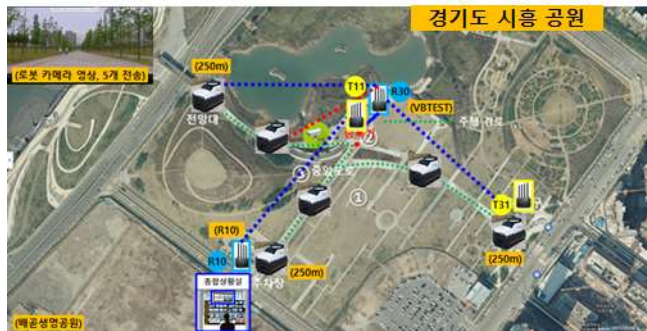 경기도 시흥 공원
(로봇 카메라 영상, 5개 전송)
(250m)
T11
R30
(VBTEST)
전망대
주행 경로
②
③
중앙도로
①
T31
(R10)
R10
주차장
(250m)
(250m)
종합상황실
(배곧생명공원)